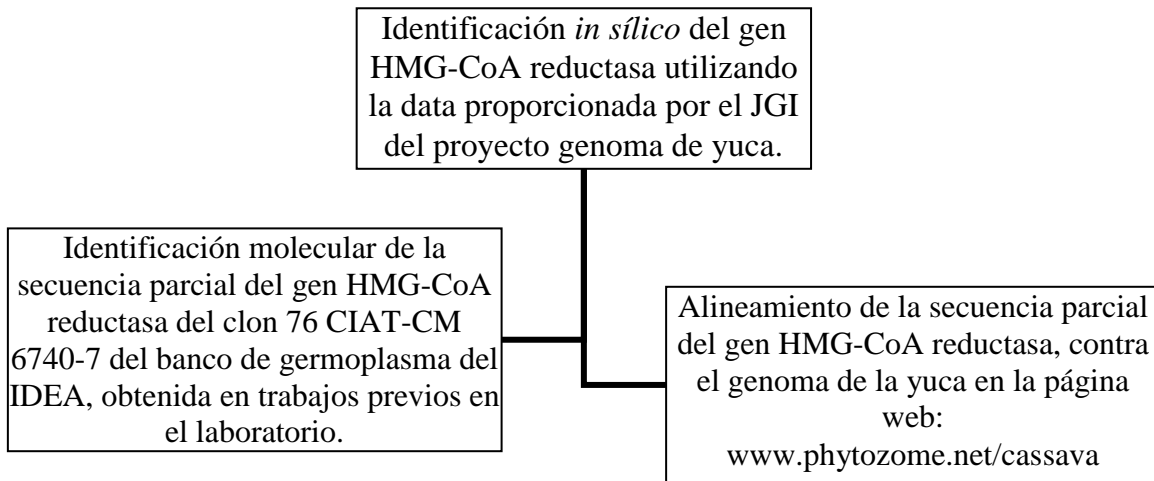 Identificación in sílico del gen
HMG-CoA reductasa utilizando
la data proporcionada por el JGI
del proyecto genoma de yuca.
Identificación molecular de la
secuencia parcial del gen HMG-CoA
reductasa del clon 76 CIAT-CM
6740-7 del banco de germoplasma del
IDEA, obtenida en trabajos previos en
el laboratorio.
Alineamiento de la secuencia parcial
del gen HMG-CoA reductasa, contra
el genoma de la yuca en la página
web:
www.phytozome.net/cassava